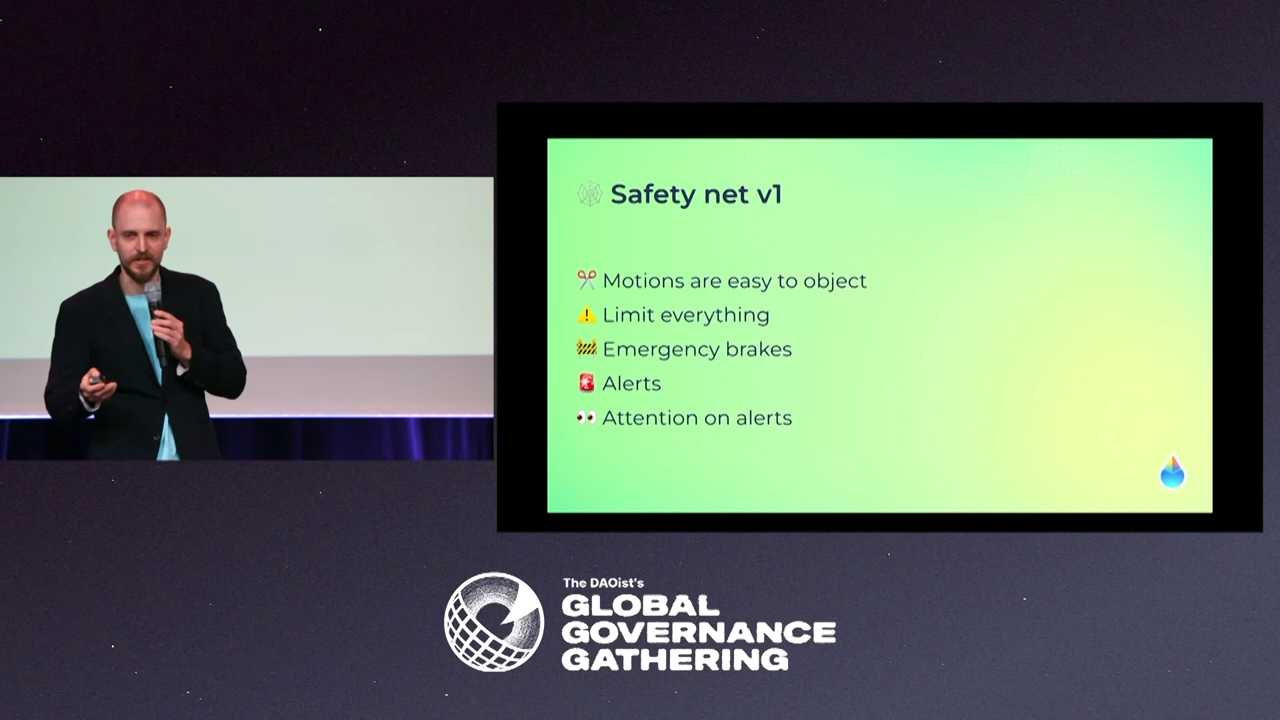 Safety net v1
Motions are easy to object
Limit everything
Emergency brakes
Alerts
Attention on alerts
The DAOist's
GLOBAL
GOVERNANCE
GATHERING